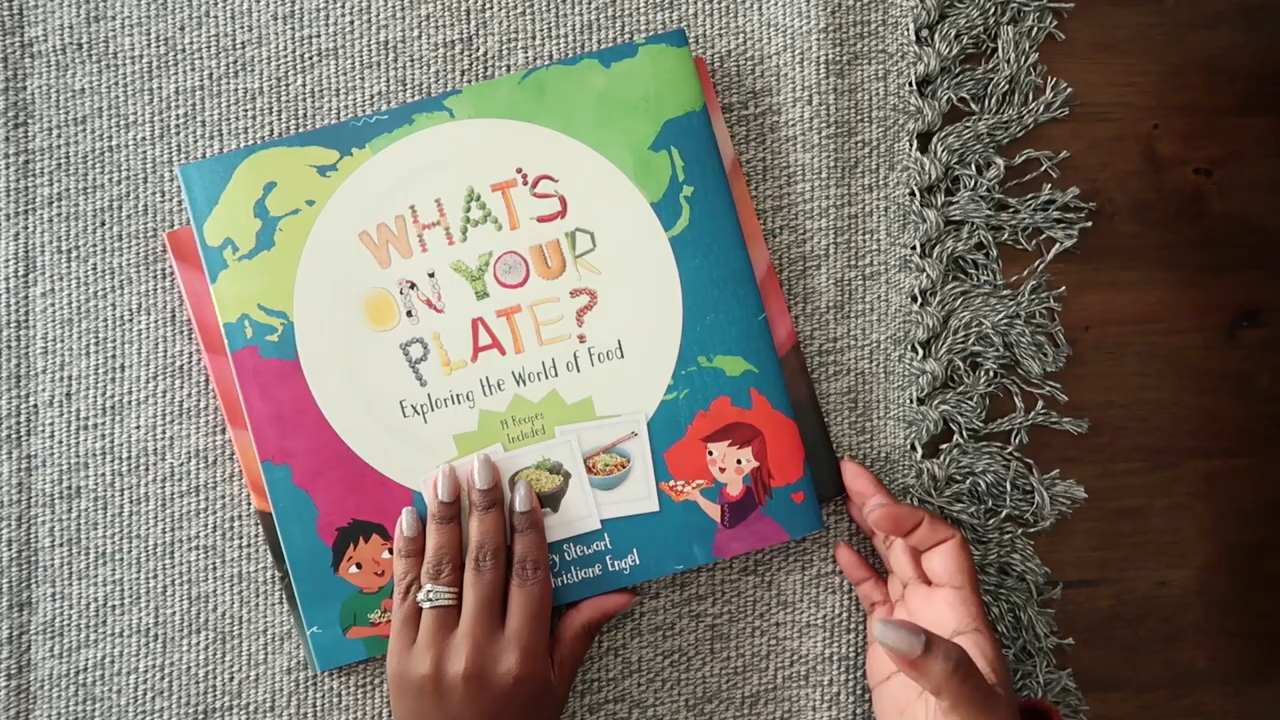 WHAT'S
ON YOUR
PLATE?
Exploring the World of Food
14 Recipes
Included
Stewart
Christiane Engel